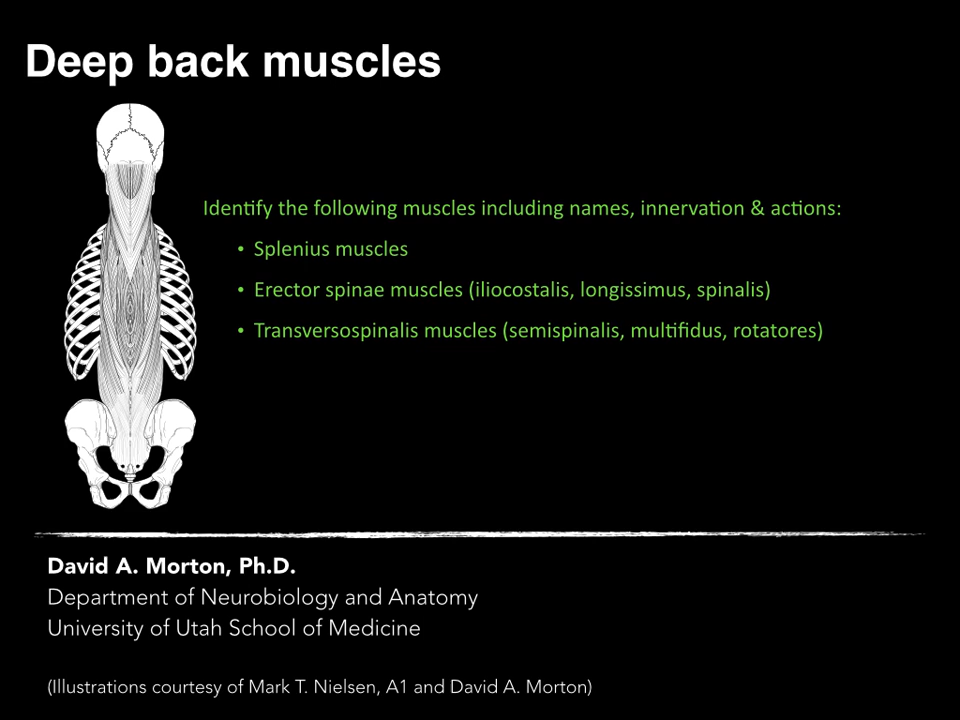 Deep back muscles
Identify the following muscles including names, innervation & actions:
• Splenius muscles
• Erector spinae muscles (iliocostalis, longissimus, spinalis)
• Transversospinalis muscles (semispinalis, multifidus, rotatores)
David A. Morton, Ph.D.
Department of Neurobiology and Anatomy
University of Utah School of Medicine
(Illustrations courtesy of Mark T. Nielsen, A1 and David A. Morton)